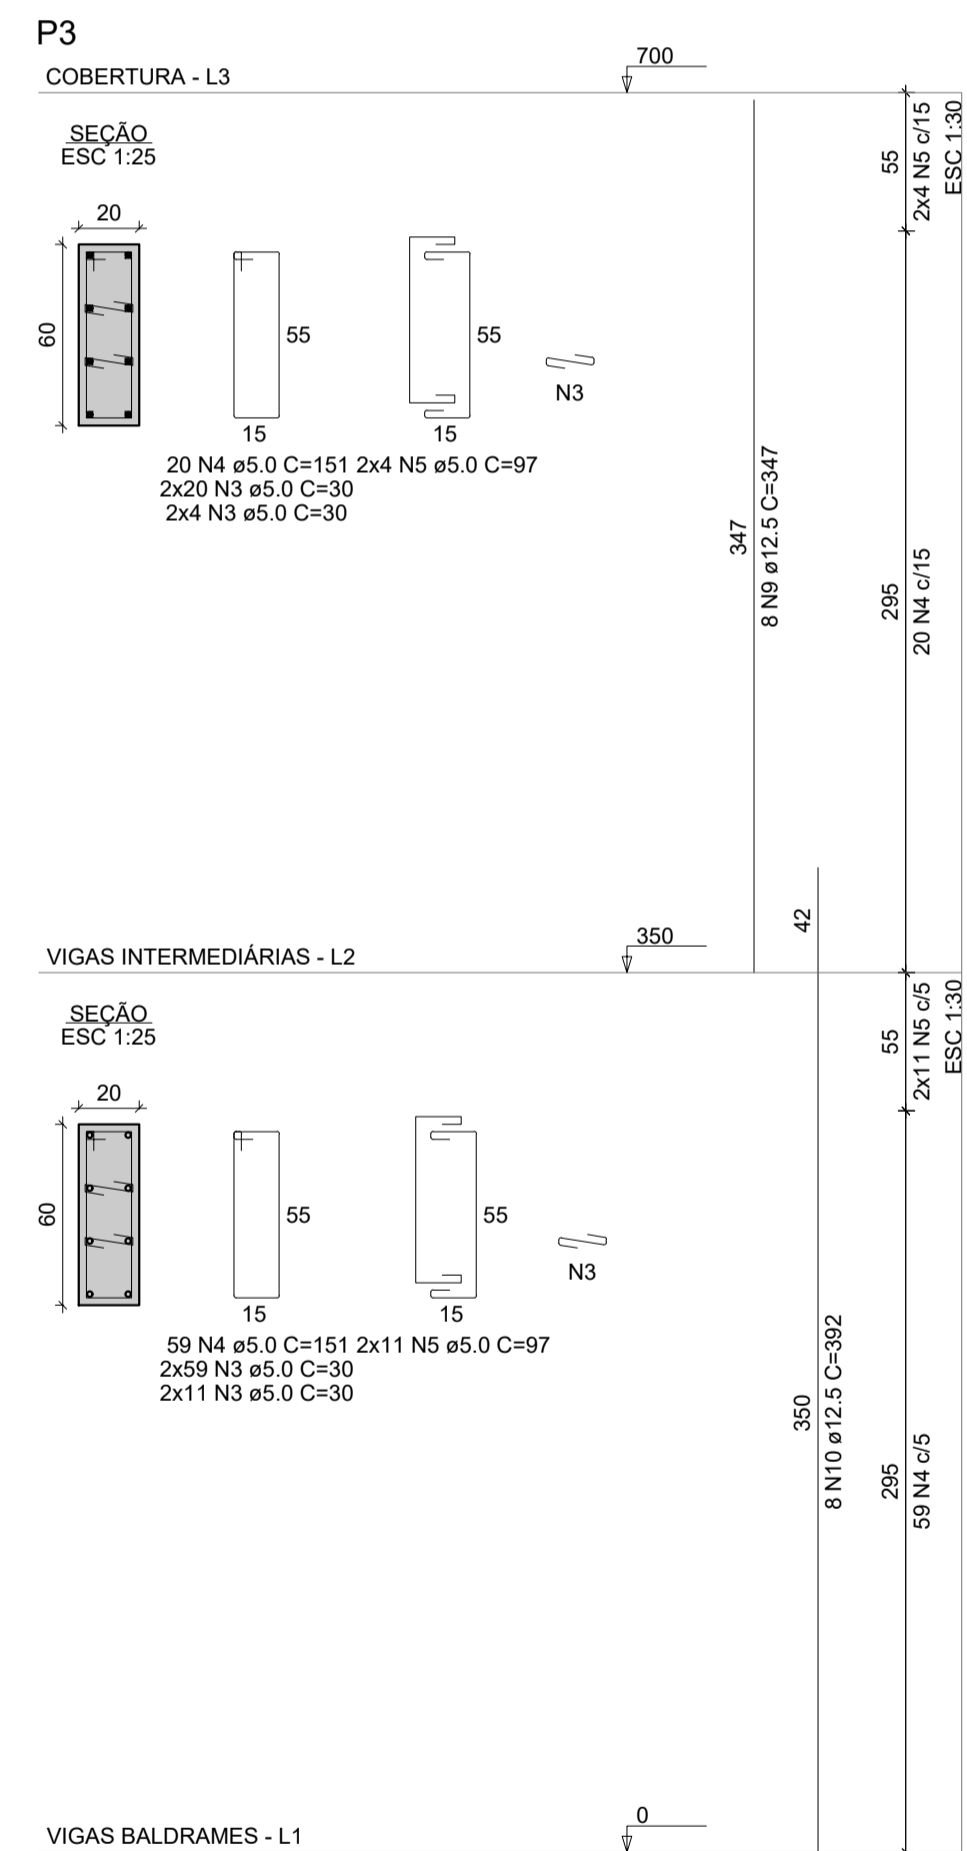 P3
COBERTURA - L3
700
SEÇÃO
ESC 1:25
20
60
55
15
55
15
N3
20 N4 ø5.0 C=151 2x4 N5 ø5.0 C=97
2x20 N3 ø5.0 C=30
2x4 N3 ø5.0 C=30
347
8 N9 ø12.5 C=347
55
2x4 N5 c/15
ESC 1:30
295
20 N4 c/15
42
VIGAS INTERMEDIÁRIAS - L2
350
SEÇÃO
ESC 1:25
20
60
55
15
55
15
N3
59 N4 ø5.0 C=151 2x11 N5 ø5.0 C=97
2x59 N3 ø5.0 C=30
2x11 N3 ø5.0 C=30
350
8 N10 ø12.5 C=392
55
2x11 N5 c/5
ESC 1:30
295
59 N4 c/5
VIGAS BALDRAMES - L1
0